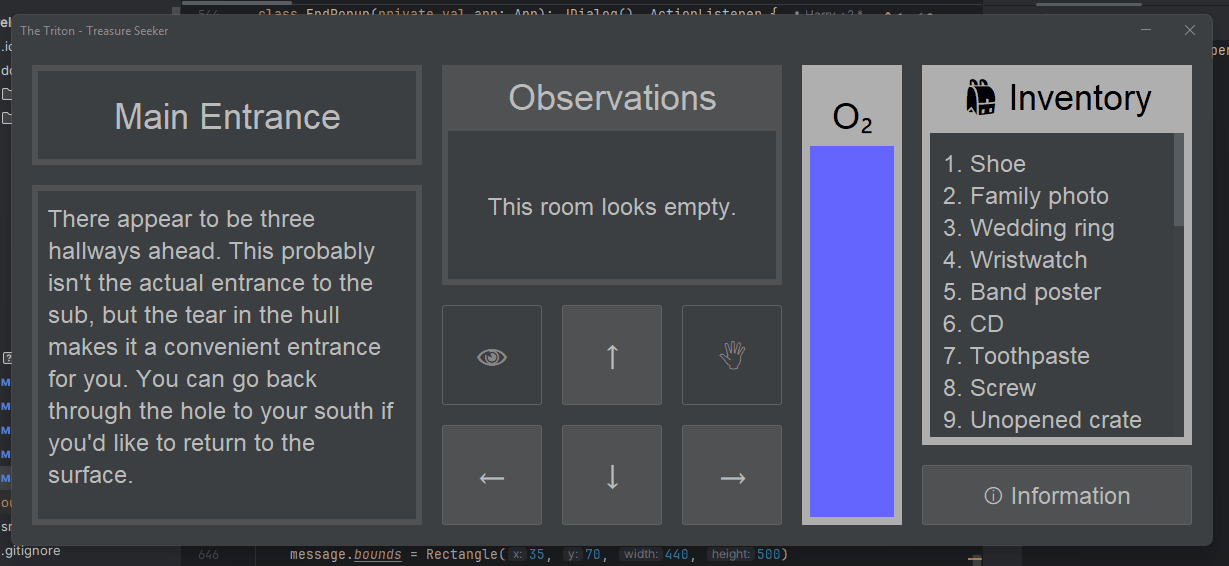 544 class EndPopup(private val app: App): JDialog(), ActionListener {
The Triton - Treasure Seeker
Main Entrance
There appear to be three
hallways ahead. This probably
isn't the actual entrance to the
sub, but the tear in the hull
makes it a convenient entrance
for you. You can go back
through the hole to your south if
you'd like to return to the
surface.
Observations
This room looks empty.
↑
←
↓
→
O₂
Inventory
1. Shoe
2. Family photo
3. Wedding ring
4. Wristwatch
5. Band poster
6. CD
7. Toothpaste
8. Screw
9. Unopened crate
Information
.gitignore
646 message.bounds = Rectangle( x: 35, y: 70, width: 440, height: 500)